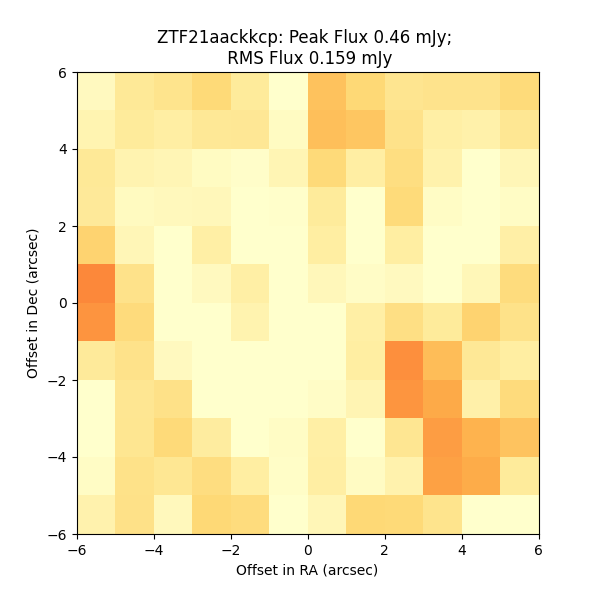 ZTF21aackkcp: Peak Flux 0.46 mJy;
RMS Flux 0.159 mJy
6
4
2
0
−2
−4
−6
Offset in Dec (arcsec)
−6 −4 −2 0 2 4 6
Offset in RA (arcsec)